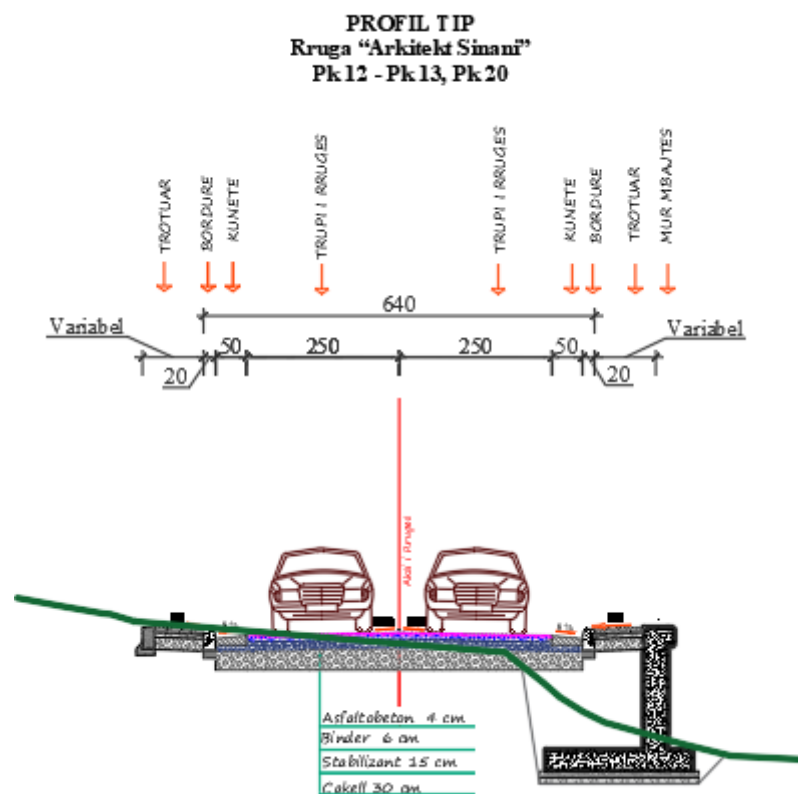 PROFIL TIP
Rruga “Arkitekt Sinani”
Pk 12 - Pk 13, Pk 20
TROTUAR
BORDURE
KUNETE
TRUPI I RRUGES
TRUPI I RRUGES
KUNETE
BORDURE
TROTUAR
MUR MBAJTES
640
Variabel
Variabel
50
250
250
50
20
20
Aksi i Rruges
Asfaltobeton 4 cm
Binder 6 cm
Stabilizant 15 cm
Cakell 30 cm